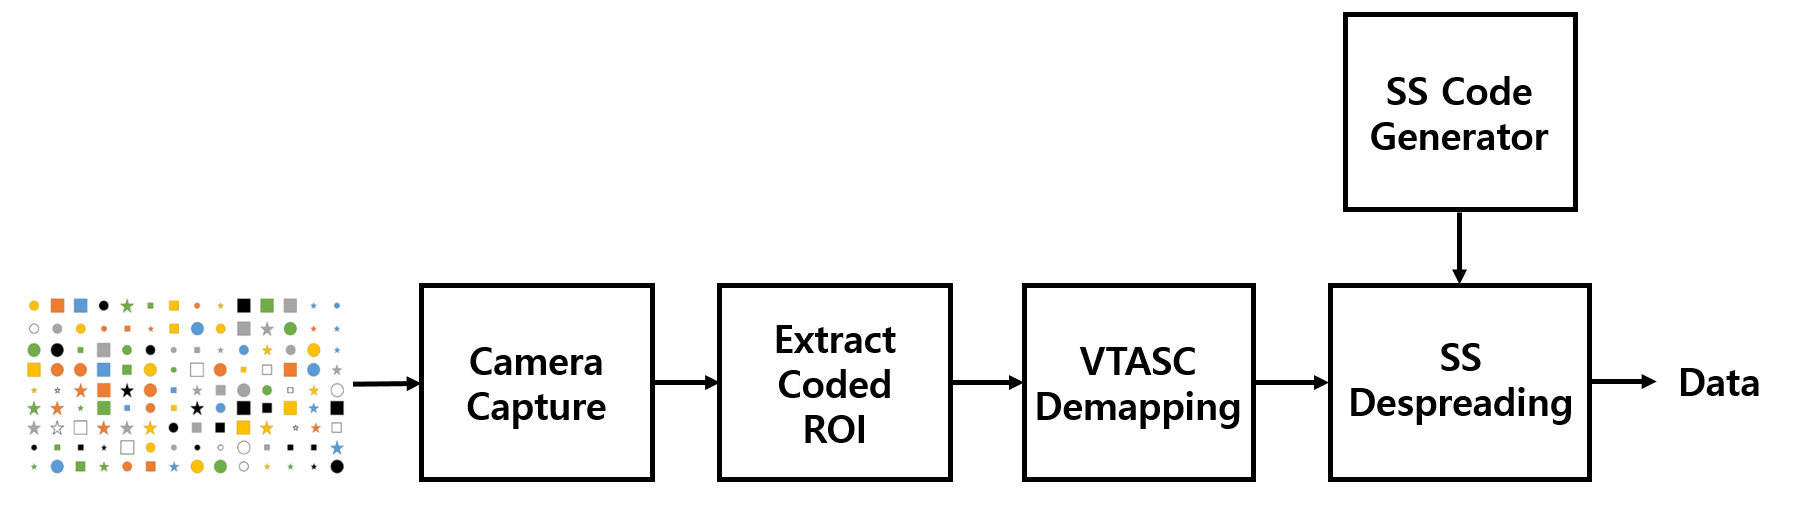 SS Code
Generator
Camera
Capture
Extract
Coded
ROI
VTASC
Demapping
SS
Despreading
Data